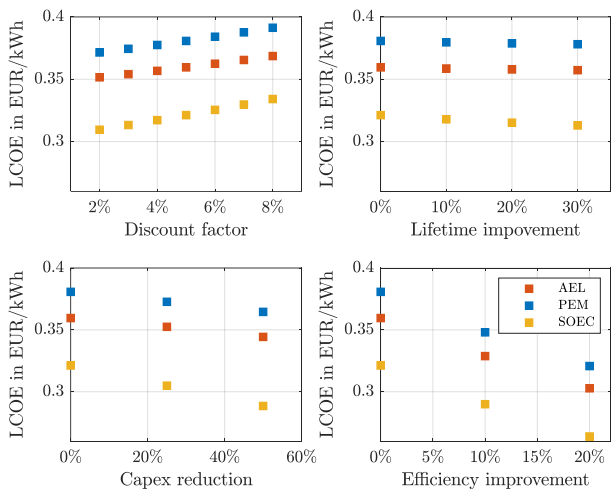 LCOE in EUR/kWh
0.4
0.35
0.3
2% 4% 6% 8%
Discount factor
LCOE in EUR/kWh
0.4
0.35
0.3
0% 10% 20% 30%
Lifetime impovement
LCOE in EUR/kWh
0.4
0.35
0.3
0% 20% 40% 60%
Capex reduction
LCOE in EUR/kWh
0.4
0.35
0.3
0% 5% 10% 15% 20%
Efficiency improvement
AEL
PEM
SOEC